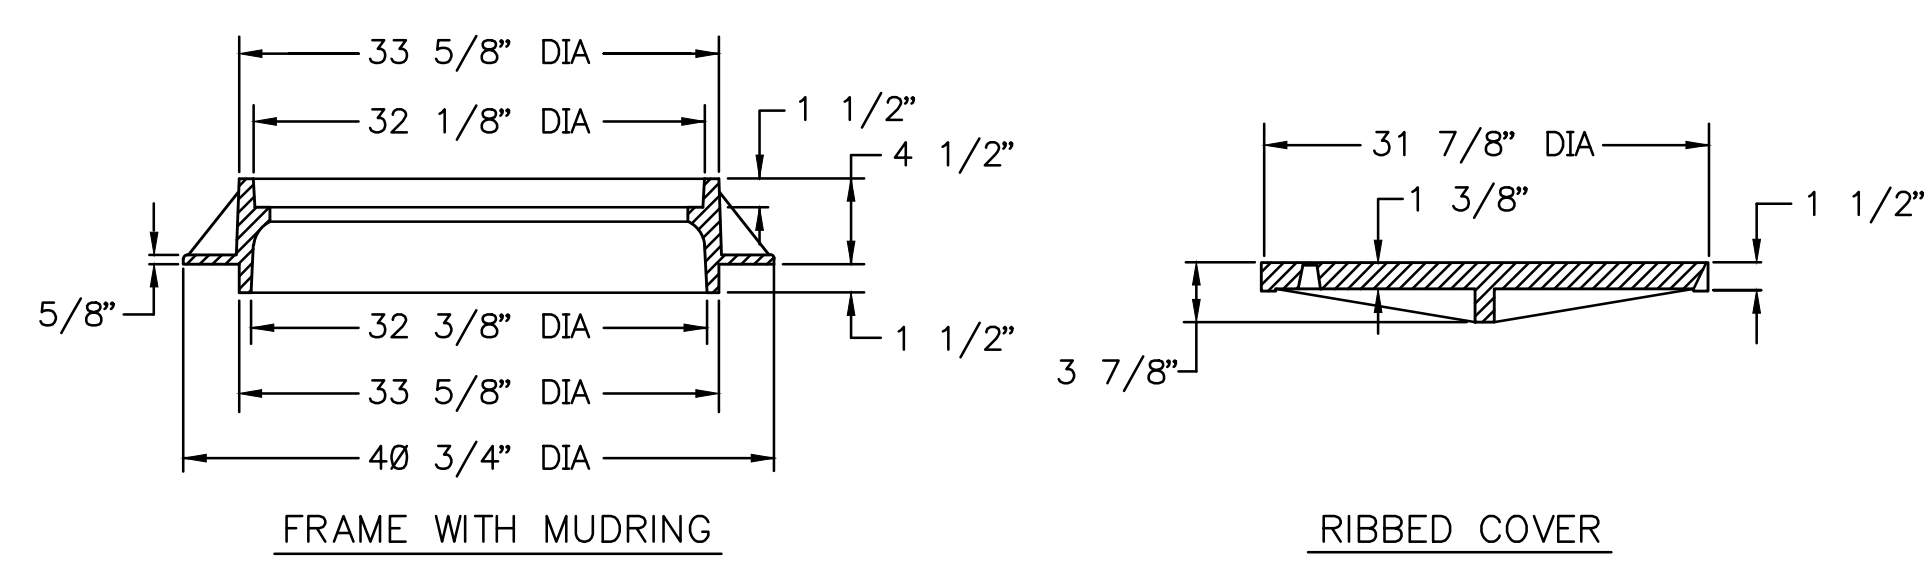 33 5/8” DIA
32 1/8” DIA
1 1/2”
4 1/2”
5/8”
32 3/8” DIA
1 1/2”
33 5/8” DIA
40 3/4” DIA
FRAME WITH MUDRING
31 7/8” DIA
1 3/8”
1 1/2”
3 7/8”
RIBBED COVER